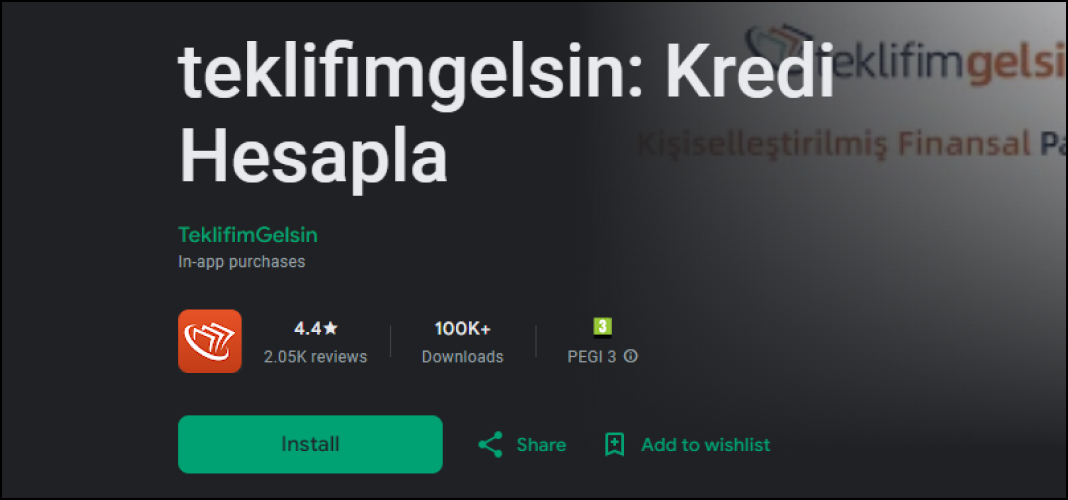 teklifimgelsin: Kredi
Hesapla
teklifimgelsi
Kişiselleştirilmiş Finansal
TeklifimGelsin
In-app purchases
4.4★
2.05K reviews
100K+
Downloads
3
PEGI 3
Install
Share
Add to wishlist